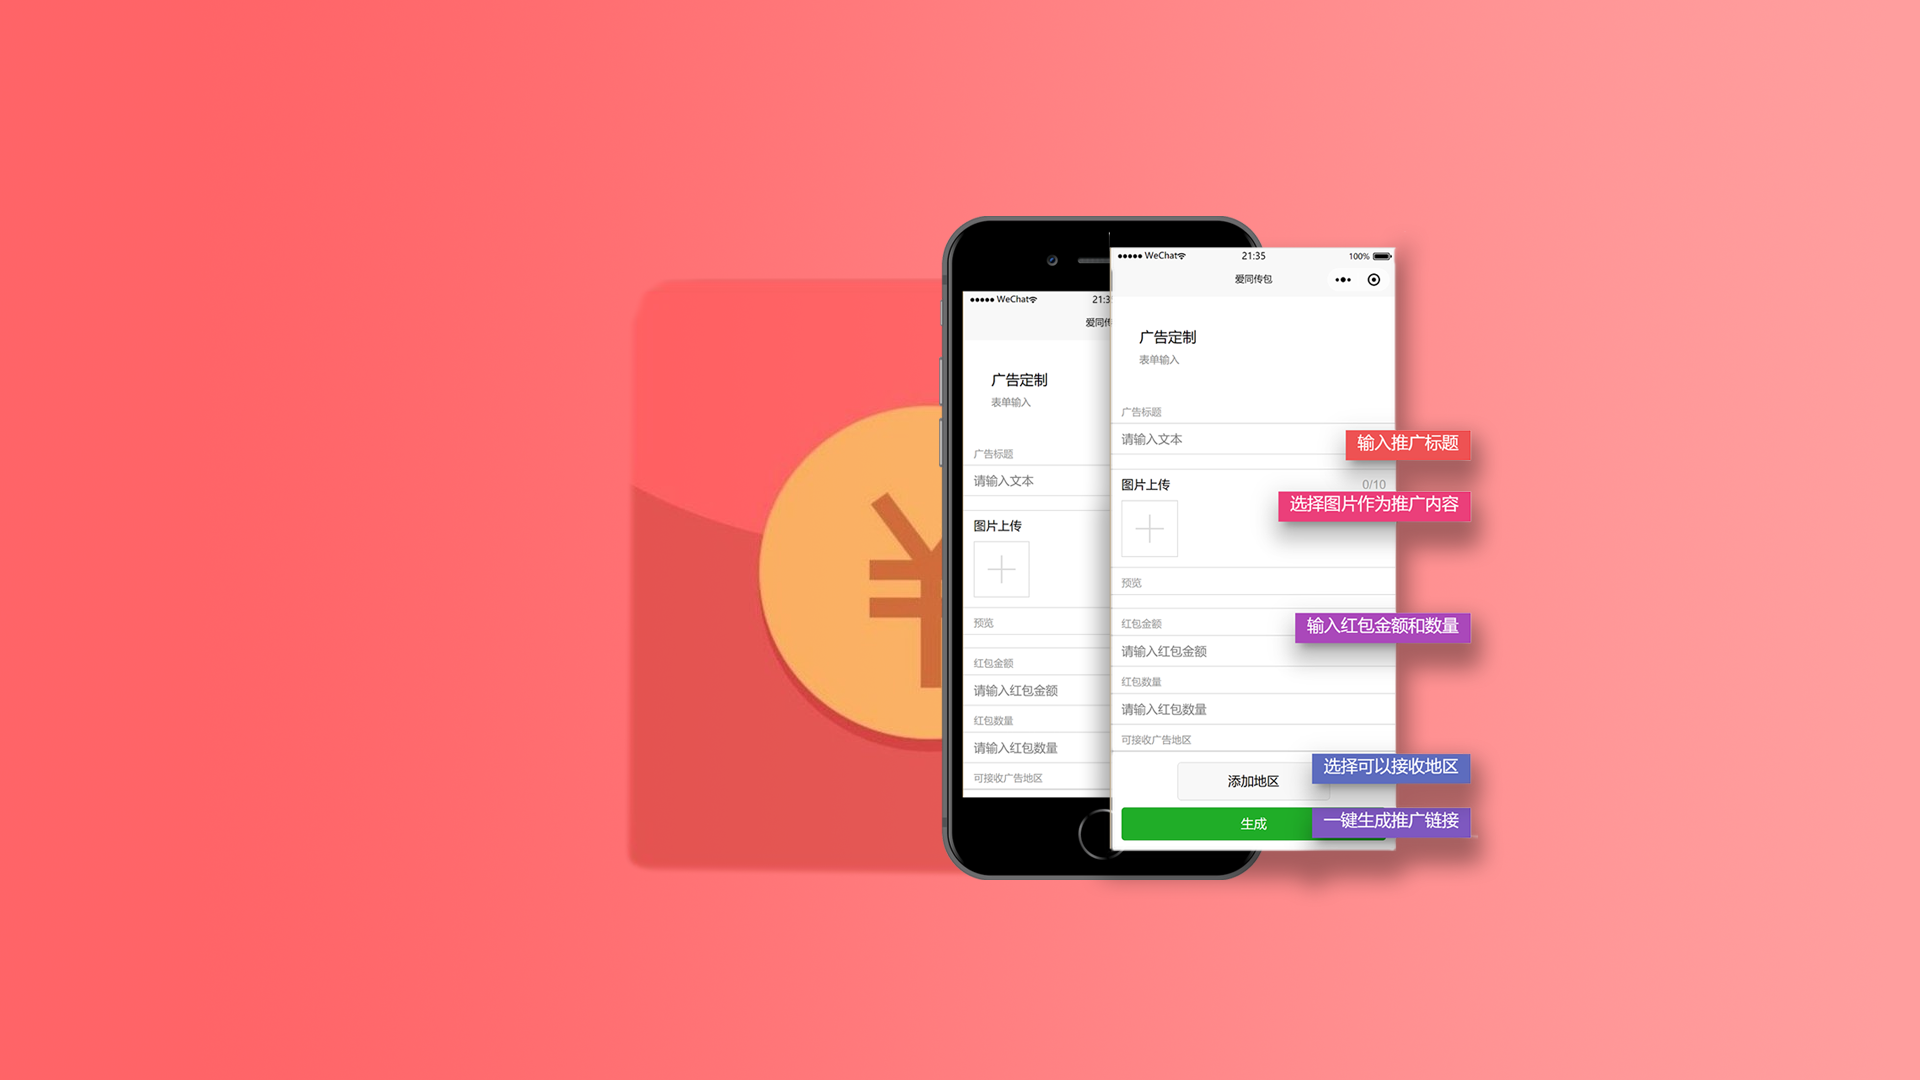 WeChat
21:3
爱同传
广告定制
表单输入
广告标题
请输入文本
图片上传
预览
红包金额
请输入红包金额
红包数量
请输入红包数量
可接收广告地区
WeChat
21:35
100%
爱同传包
广告定制
表单输入
广告标题
请输入文本
输入推广标题
图片上传
0/10
选择图片作为推广内容
预览
红包金额
输入红包金额和数量
请输入红包金额
红包数量
请输入红包数量
可接收广告地区
添加地区
选择可以接收地区
生成
一键生成推广链接
¥